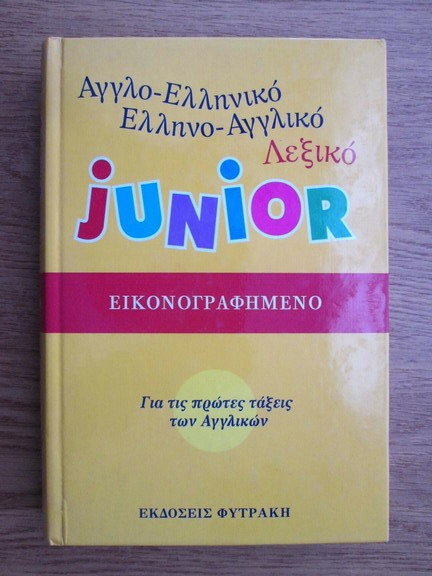 Αγγλο-Ελληνικό
Ελληνο-Αγγλικό
Λεξικό
JUNIOR
ΕΙΚΟΝΟΓΡΑΦΗΜΕΝΟ
Για τις πρώτες τάξεις
των Αγγλικών
ΕΚΔΟΣΕΙΣ ΦΥΤΡΑΚΗ